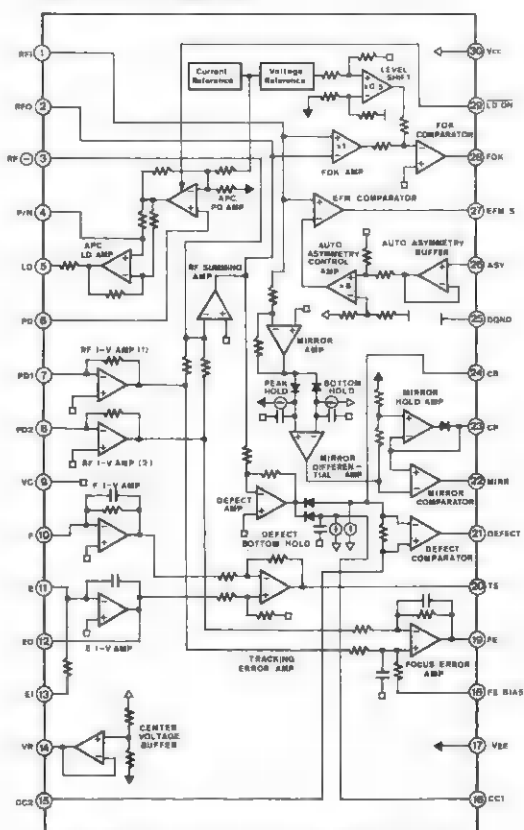 RFI 1
RFO 2
RF(−) 3
P/N 4
LD 5
PD 6
PD1 7
PD2 8
VC 9
F 10
E 11
EO 12
EI 13
VR 14
CC2 15
30 Vcc
29 LD ON
28 FOK
27 EFM S
26 ASY
25 DGND
24 CB
23 CP
22 MIRR
21 DEFECT
20 TE
19 FE
18 FE BIAS
17 VEE
16 CC1
Current Reference
Voltage Reference
LEVEL SHIFT
×0.5
×1
FOK AMP
FOK COMPARATOR
APC PD AMP
APC LD AMP
EFM COMPARATOR
RF SUMMING AMP
AUTO ASYMMETRY CONTROL AMP
AUTO ASYMMETRY BUFFER
MIRROR AMP
RF I-V AMP (1)
PEAK HOLD
BOTTOM HOLD
MIRROR HOLD AMP
RF I-V AMP (2)
MIRROR DIFFERENTIAL AMP
MIRROR COMPARATOR
F I-V AMP
DEFECT AMP
DEFECT BOTTOM HOLD
DEFECT COMPARATOR
E I-V AMP
TRACKING ERROR AMP
FOCUS ERROR AMP
CENTER VOLTAGE BUFFER